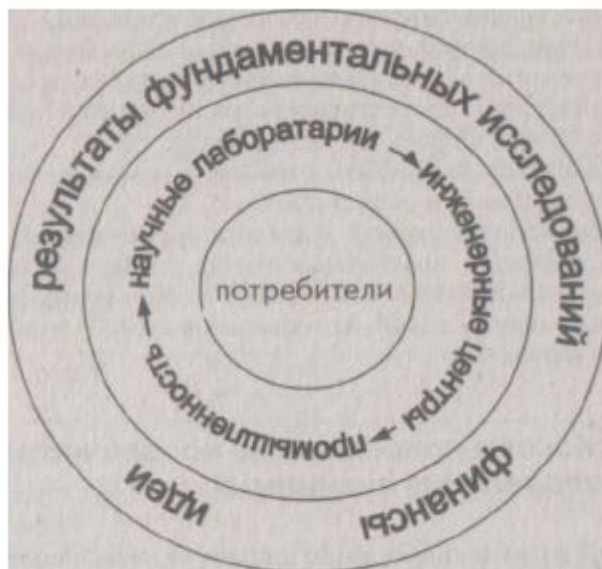 результаты фундаментальных исследований
научные лаборатарии → инженерные центры → промышленность →
потребители
идеи
финансы